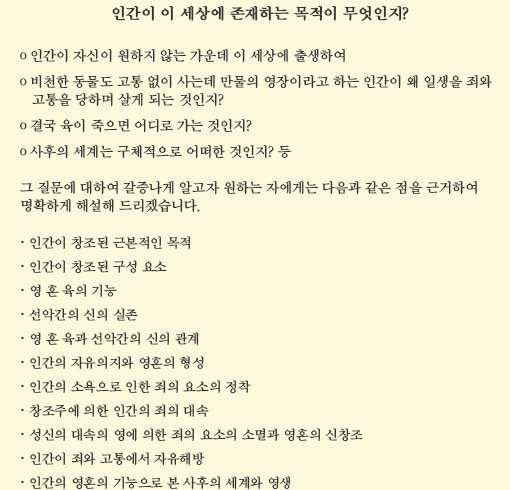 인간이 이 세상에 존재하는 목적이 무엇인지?
o 인간이 자신이 원하지 않는 가운데 이 세상에 출생하여
o 비천한 동물도 고통 없이 사는데 만물의 영장이라고 하는 인간이 왜 일생을 죄와
고통을 당하며 살게 되는 것인지?
o 결국 육이 죽으면 어디로 가는 것인지?
o 사후의 세계는 구체적으로 어떠한 것인지? 등
그 질문에 대하여 갈증나게 알고자 원하는 자에게는 다음과 같은 점을 근거하여
명확하게 해설해 드리겠습니다.
· 인간이 창조된 근본적인 목적
· 인간이 창조된 구성 요소
· 영 혼 육의 기능
· 선악간의 신의 실존
· 영 혼 육과 선악간의 신의 관계
· 인간의 자유의지와 영혼의 형성
· 인간의 소욕으로 인한 죄의 요소의 정착
· 창조주에 의한 인간의 죄의 대속
· 성신의 대속의 영에 의한 죄의 요소의 소멸과 영혼의 신창조
· 인간이 죄와 고통에서 자유해방
· 인간의 영혼의 기능으로 본 사후의 세계와 영생